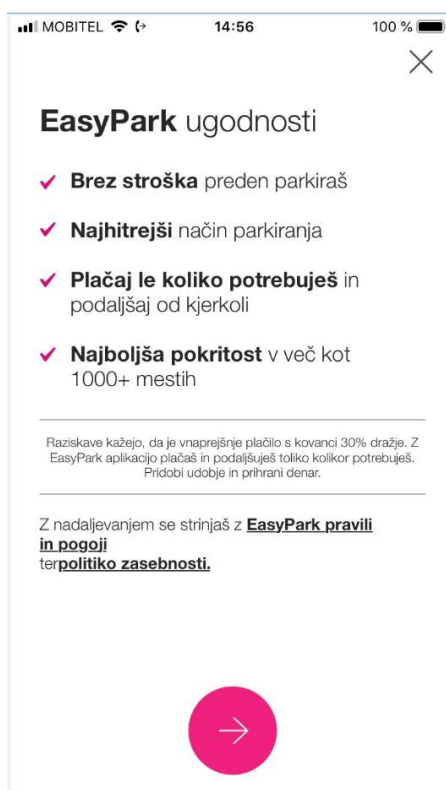 MOBITEL 14:56 100 %
EasyPark ugodnosti
Brez stroška preden parkiraš
Najhitrejši način parkiranja
Plačaj le koliko potrebuješ in
podaljšaj od kjerkoli
Najboljša pokritost v več kot
1000+ mestih
Raziskave kažejo, da je vnaprejšnje plačilo s kovanci 30% dražje. Z
EasyPark aplikacijo plačaš in podaljšuješ toliko kolikor potrebuješ.
Pridobi udobje in prihrani denar.
Z nadaljevanjem se strinjaš z EasyPark pravili
in pogoji
terpolitiko zasebnosti.